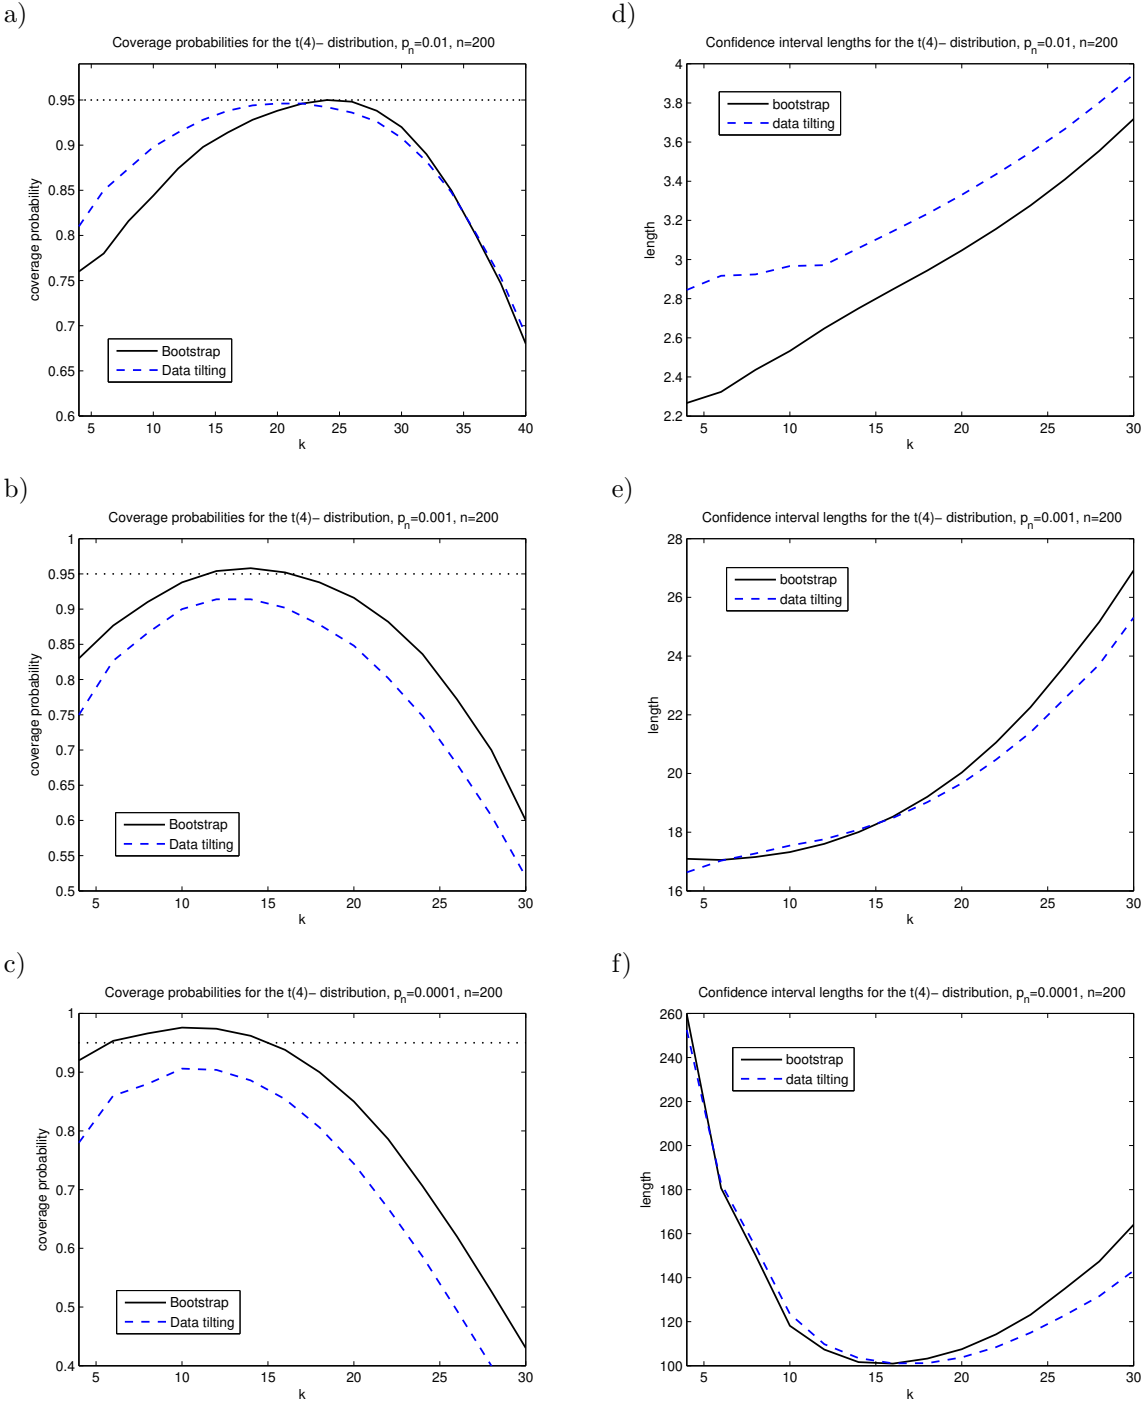 a)
Coverage probabilities for the t(4)− distribution, pn=0.01, n=200
coverage probability
0.95
0.9
0.85
0.8
0.75
0.7
0.65
0.6
Bootstrap
Data tilting
5 10 15 20 25 30 35 40
k
d)
Confidence interval lengths for the t(4)− distribution, pn=0.01, n=200
length
4
3.8
3.6
3.4
3.2
3
2.8
2.6
2.4
2.2
bootstrap
data tilting
5 10 15 20 25 30
k
b)
Coverage probabilities for the t(4)− distribution, pn=0.001, n=200
coverage probability
1
0.95
0.9
0.85
0.8
0.75
0.7
0.65
0.6
0.55
0.5
Bootstrap
Data tilting
5 10 15 20 25 30
k
e)
Confidence interval lengths for the t(4)− distribution, pn=0.001, n=200
length
28
26
24
22
20
18
16
bootstrap
data tilting
5 10 15 20 25 30
k
c)
Coverage probabilities for the t(4)− distribution, pn=0.0001, n=200
coverage probability
1
0.9
0.8
0.7
0.6
0.5
0.4
Bootstrap
Data tilting
5 10 15 20 25 30
k
f)
Confidence interval lengths for the t(4)− distribution, pn=0.0001, n=200
length
260
240
220
200
180
160
140
120
100
bootstrap
data tilting
5 10 15 20 25 30
k